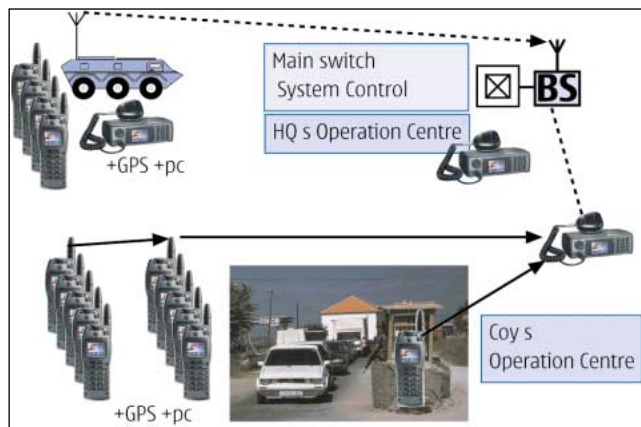 Main switch
System Control
BS
HQ s Operation Centre
+GPS +pc
Coy s
Operation Centre
+GPS +pc